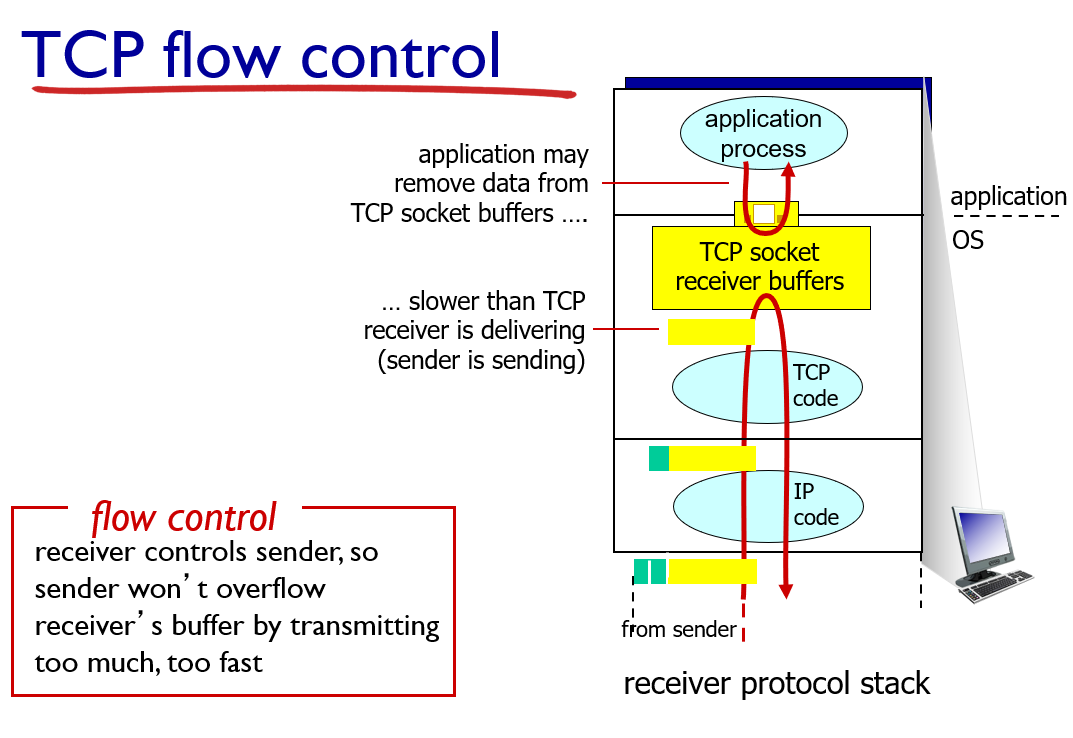 TCP flow control
application
process
application may
remove data from
TCP socket buffers ….
application
OS
TCP socket
receiver buffers
… slower than TCP
receiver is delivering
(sender is sending)
TCP
code
IP
code
flow control
receiver controls sender, so
sender won’t overflow
receiver’s buffer by transmitting
too much, too fast
from sender
receiver protocol stack